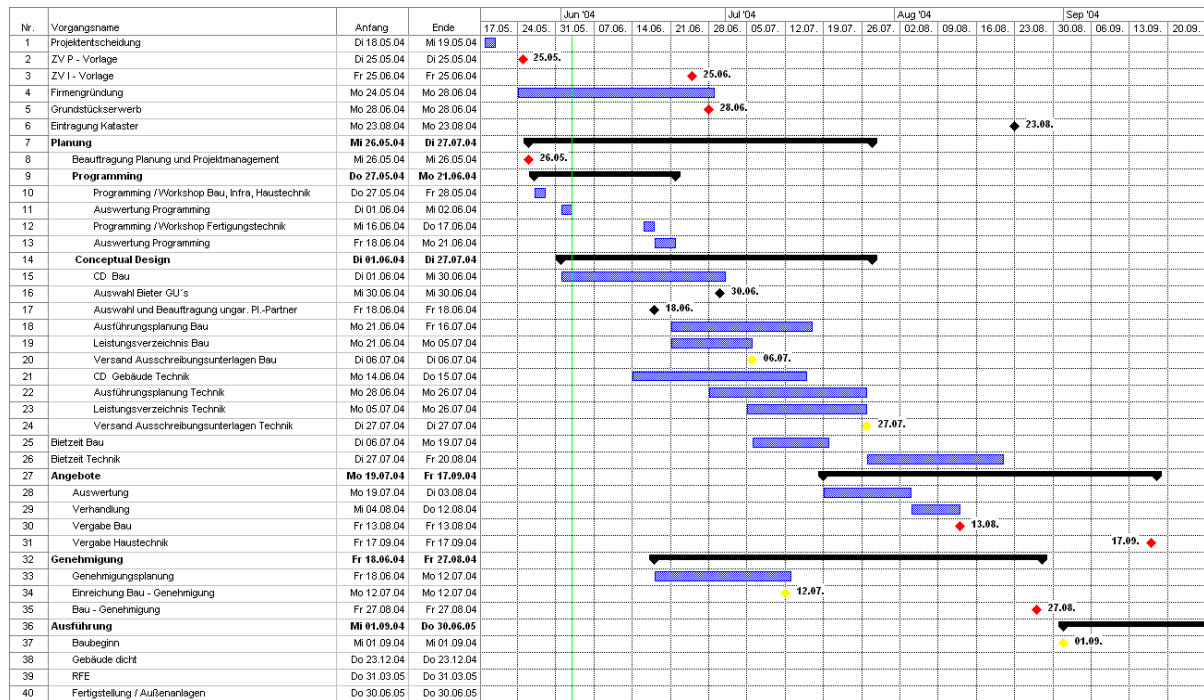 Jun '04 Jul '04 Aug '04 Sep '04
Nr. Vorgangsname Anfang Ende 17.05. 24.05. 31.05. 07.06. 14.06. 21.06. 28.06. 05.07. 12.07. 19.07. 26.07. 02.08. 09.08. 16.08. 23.08. 30.08. 06.09. 13.09. 20.09.
1 Projektentscheidung Di 18.05.04 Mi 19.05.04
2 ZV P - Vorlage Di 25.05.04 Di 25.05.04 25.05.
3 ZV I - Vorlage Fr 25.06.04 Fr 25.06.04 25.06.
4 Firmengründung Mo 24.05.04 Mo 28.06.04
5 Grundstückserwerb Mo 28.06.04 Mo 28.06.04 28.06.
6 Eintragung Kataster Mo 23.08.04 Mo 23.08.04 23.08.
7 Planung Mi 26.05.04 Di 27.07.04
8 Beauftragung Planung und Projektmanagement Mi 26.05.04 Mi 26.05.04 26.05.
9 Programming Do 27.05.04 Mo 21.06.04
10 Programming / Workshop Bau, Infra, Haustechnik Do 27.05.04 Fr 28.05.04
11 Auswertung Programming Di 01.06.04 Mi 02.06.04
12 Programming / Workshop Fertigungstechnik Mi 16.06.04 Do 17.06.04
13 Auswertung Programming Fr 18.06.04 Mo 21.06.04
14 Conceptual Design Di 01.06.04 Di 27.07.04
15 CD Bau Di 01.06.04 Mi 30.06.04
16 Auswahl Bieter GU´s Mi 30.06.04 Mi 30.06.04 30.06.
17 Auswahl und Beauftragung ungar. Pl.-Partner Fr 18.06.04 Fr 18.06.04 18.06.
18 Ausführungsplanung Bau Mo 21.06.04 Fr 16.07.04
19 Leistungsverzeichnis Bau Mo 21.06.04 Mo 05.07.04
20 Versand Ausschreibungsunterlagen Bau Di 06.07.04 Di 06.07.04 06.07.
21 CD Gebäude Technik Mo 14.06.04 Do 15.07.04
22 Ausführungsplanung Technik Mo 28.06.04 Mo 26.07.04
23 Leistungsverzeichnis Technik Mo 05.07.04 Mo 26.07.04
24 Versand Ausschreibungsunterlagen Technik Di 27.07.04 Di 27.07.04 27.07.
25 Bietzeit Bau Di 06.07.04 Mo 19.07.04
26 Bietzeit Technik Di 27.07.04 Fr 20.08.04
27 Angebote Mo 19.07.04 Fr 17.09.04
28 Auswertung Mo 19.07.04 Di 03.08.04
29 Verhandlung Mi 04.08.04 Do 12.08.04
30 Vergabe Bau Fr 13.08.04 Fr 13.08.04 13.08.
31 Vergabe Haustechnik Fr 17.09.04 Fr 17.09.04 17.09.
32 Genehmigung Fr 18.06.04 Fr 27.08.04
33 Genehmigungsplanung Fr 18.06.04 Mo 12.07.04
34 Einreichung Bau - Genehmigung Mo 12.07.04 Mo 12.07.04 12.07.
35 Bau - Genehmigung Fr 27.08.04 Fr 27.08.04 27.08.
36 Ausführung Mi 01.09.04 Do 30.06.05
37 Baubeginn Mi 01.09.04 Mi 01.09.04 01.09.
38 Gebäude dicht Do 23.12.04 Do 23.12.04
39 RFE Do 31.03.05 Do 31.03.05
40 Fertigstellung / Außenanlagen Do 30.06.05 Do 30.06.05